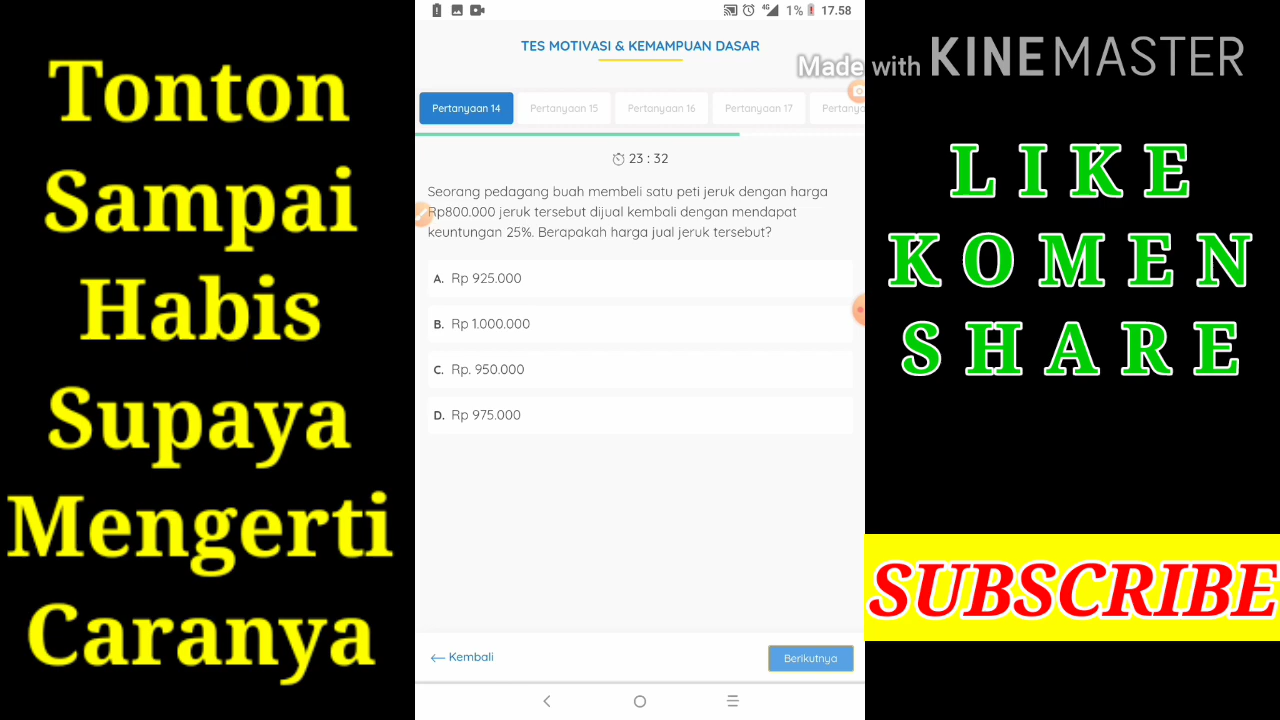 Tonton
Sampai
Habis
Supaya
Mengerti
Caranya
4G 1% 17.58
TES MOTIVASI & KEMAMPUAN DASAR
Pertanyaan 14 Pertanyaan 15 Pertanyaan 16 Pertanyaan 17 Pertanya
23 : 32
Seorang pedagang buah membeli satu peti jeruk dengan harga
Rp800.000 jeruk tersebut dijual kembali dengan mendapat
keuntungan 25%. Berapakah harga jual jeruk tersebut?
A. Rp 925.000
B. Rp 1.000.000
C. Rp. 950.000
D. Rp 975.000
Kembali
Berikutnya
Made with KINEMASTER
LIKE
KOMEN
SHARE
SUBSCRIBE